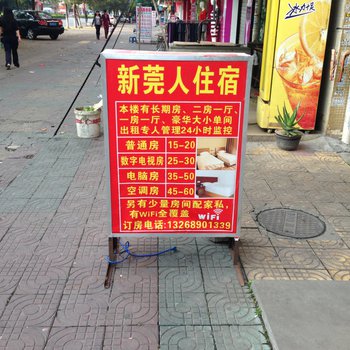 新莞人住宿
本楼有长期房、二房一厅、
一房一厅、豪华大小单间
出租专人管理24小时监控
普通房 15-20
数字电视房 25-30
电脑房 35-50
空调房 45-60
另有少量房间配家私,
有WiFi全覆盖 WiFi
订房电话:13268901339